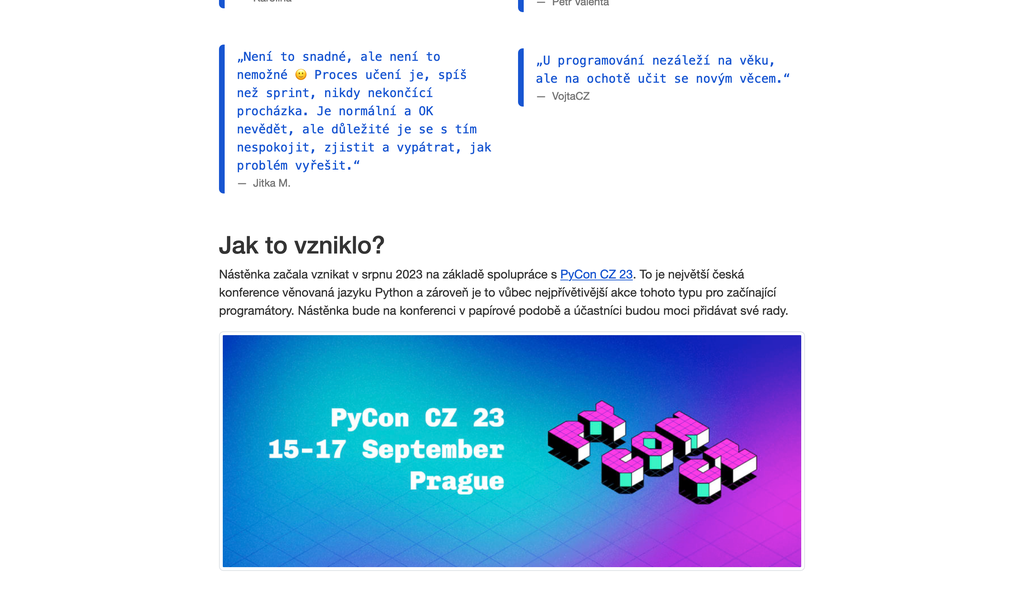 — Karolína
— Petr Valenta
„Není to snadné, ale není to
nemožné 🙂 Proces učení je, spíš
než sprint, nikdy nekončící
procházka. Je normální a OK
nevědět, ale důležité je se s tím
nespokojit, zjistit a vypátrat, jak
problém vyřešit.“
— Jitka M.
„U programování nezáleží na věku,
ale na ochotě učit se novým věcem.“
— VojtaCZ
Jak to vzniklo?
Nástěnka začala vznikat v srpnu 2023 na základě spolupráce s PyCon CZ 23. To je největší česká
konference věnovaná jazyku Python a zároveň je to vůbec nejpřívětivější akce tohoto typu pro začínající
programátory. Nástěnka bude na konferenci v papírové podobě a účastníci budou moci přidávat své rady.
PyCon CZ 23
15-17 September
Prague